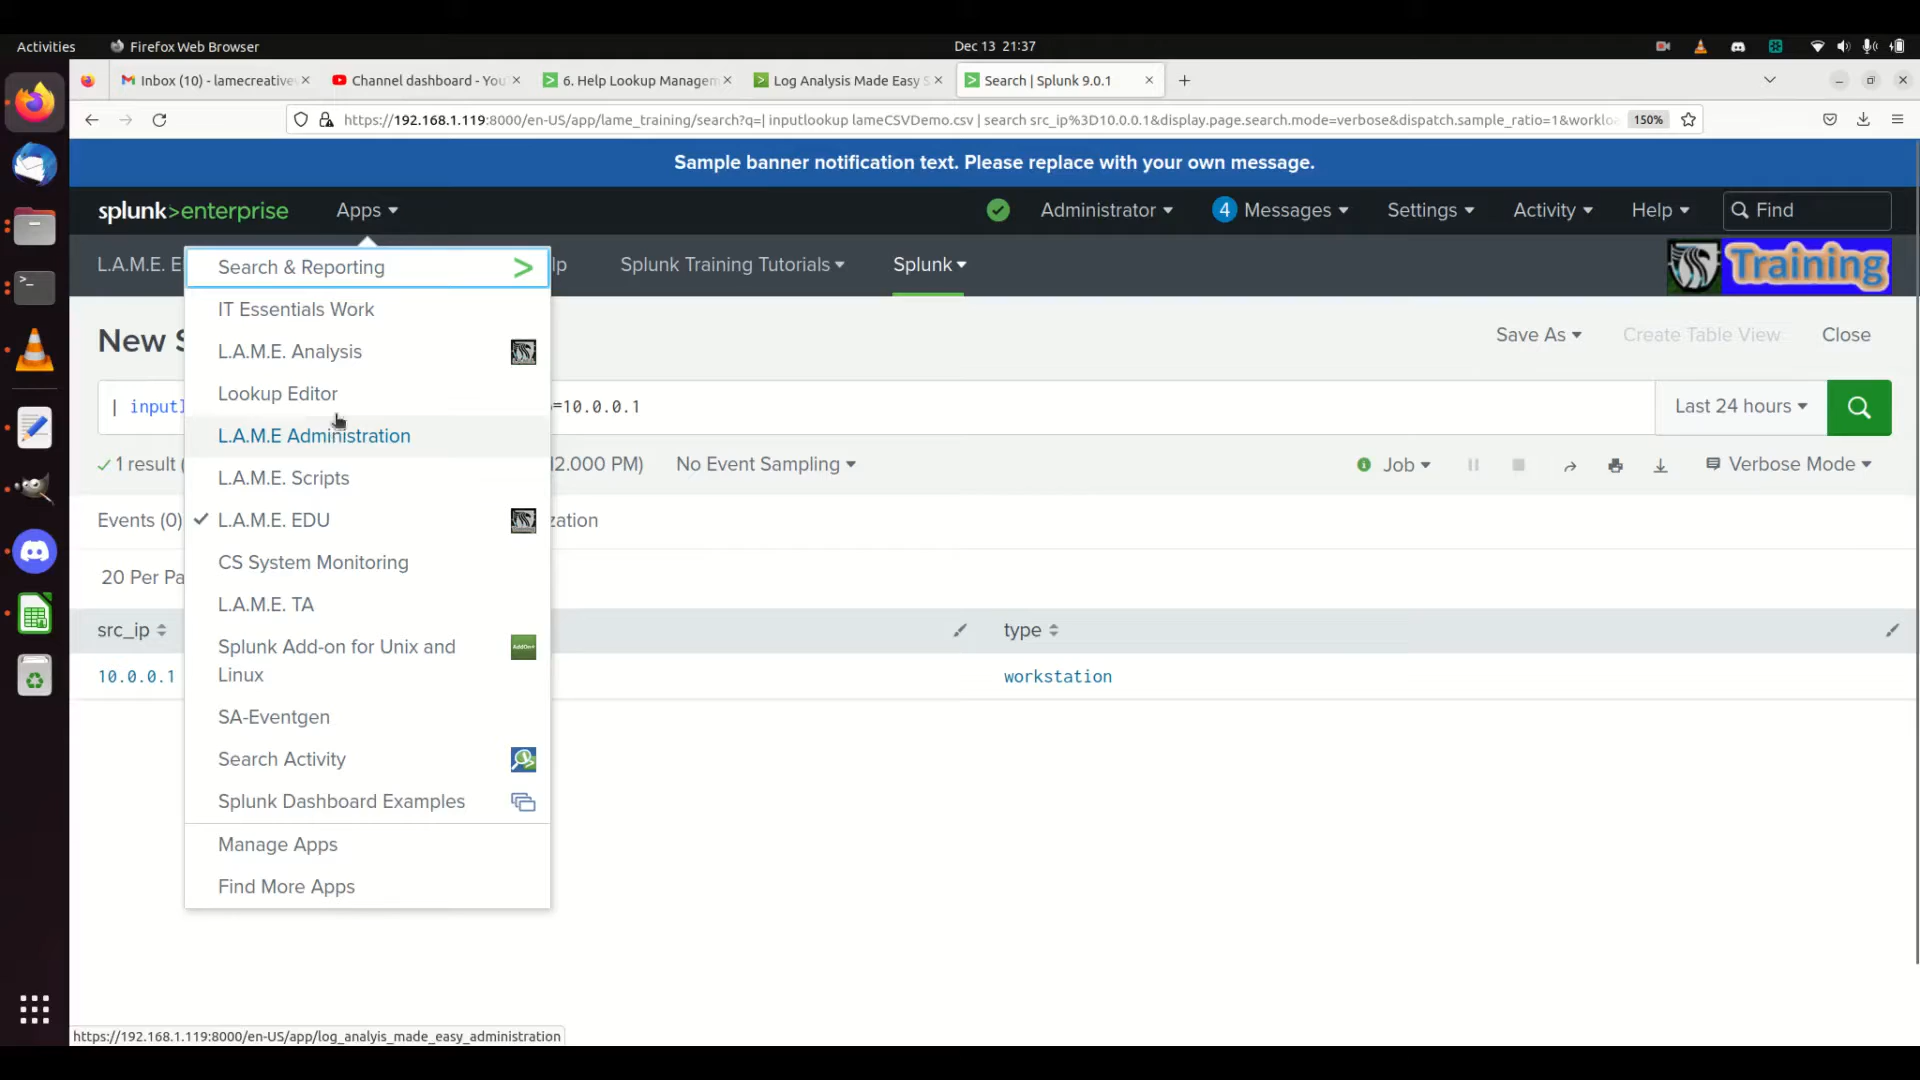 Activities
Firefox Web Browser
Dec 13 21:37
Inbox (10) - lamecreativew
Channel dashboard - You
6. Help Lookup Managem
Log Analysis Made Easy S
Search | Splunk 9.0.1
https://192.168.1.119:8000/en-US/app/lame_training/search?q=| inputlookup lameCSVDemo.csv | search src_ip%3D10.0.0.1&display.page.search.mode=verbose&dispatch.sample_ratio=1&worklo
150%
Sample banner notification text. Please replace with your own message.
splunk>enterprise
Apps
Administrator
4 Messages
Settings
Activity
Help
Find
L.A.M.E. E
lp
Splunk Training Tutorials
Splunk
Training
Search & Reporting
IT Essentials Work
L.A.M.E. Analysis
Lookup Editor
L.A.M.E Administration
L.A.M.E. Scripts
L.A.M.E. EDU
CS System Monitoring
L.A.M.E. TA
Splunk Add-on for Unix and
Linux
SA-Eventgen
Search Activity
Splunk Dashboard Examples
Manage Apps
Find More Apps
New S
Save As
Create Table View
Close
| inputl
=10.0.0.1
Last 24 hours
1 result (
12.000 PM)
No Event Sampling
Job
Verbose Mode
Events (0)
zation
20 Per Pa
src_ip
type
10.0.0.1
workstation
https://192.168.1.119:8000/en-US/app/log_analyis_made_easy_administration